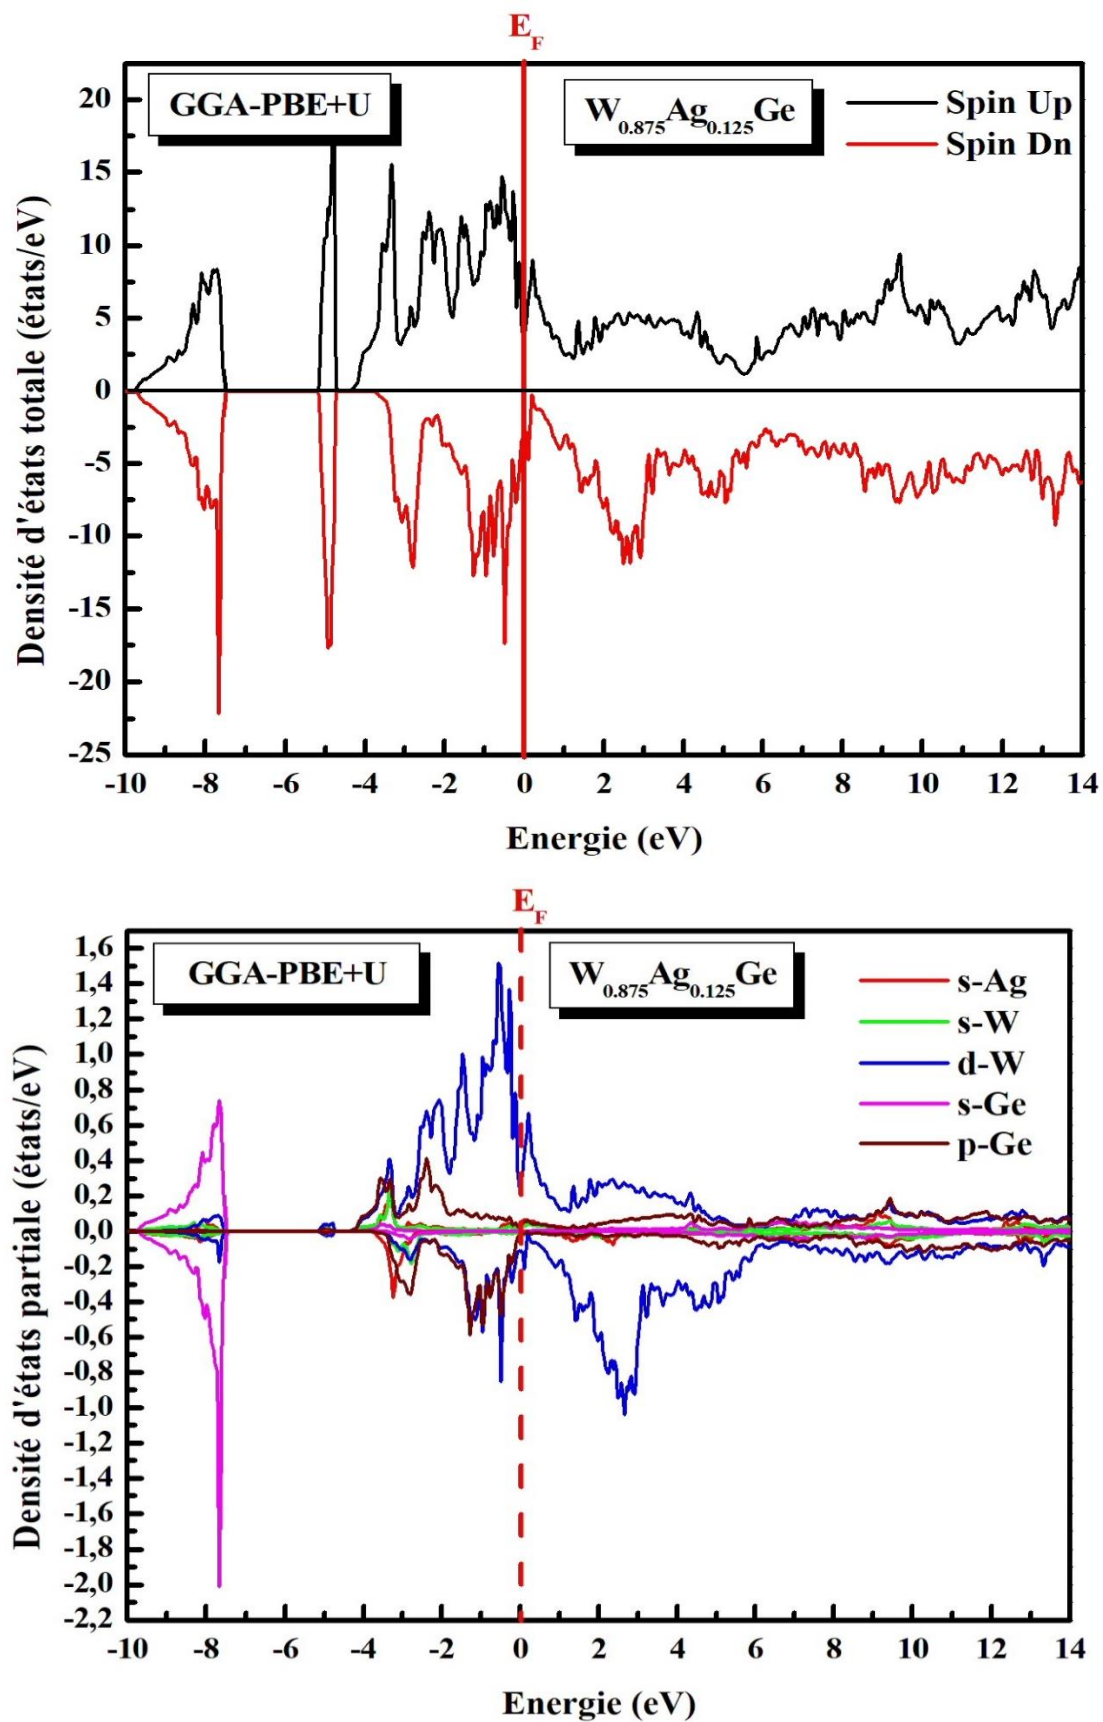 E_F
GGA-PBE+U
W_0.875Ag_0.125Ge
Spin Up
Spin Dn
20
15
10
5
0
-5
-10
-15
-20
-25
Densité d'états totale (états/eV)
-10 -8 -6 -4 -2 0 2 4 6 8 10 12 14
Energie (eV)
E_F
GGA-PBE+U
W_0.875Ag_0.125Ge
s-Ag
s-W
d-W
s-Ge
p-Ge
1,6
1,4
1,2
1,0
0,8
0,6
0,4
0,2
0,0
-0,2
-0,4
-0,6
-0,8
-1,0
-1,2
-1,4
-1,6
-1,8
-2,0
-2,2
Densité d'états partiale (états/eV)
-10 -8 -6 -4 -2 0 2 4 6 8 10 12 14
Energie (eV)